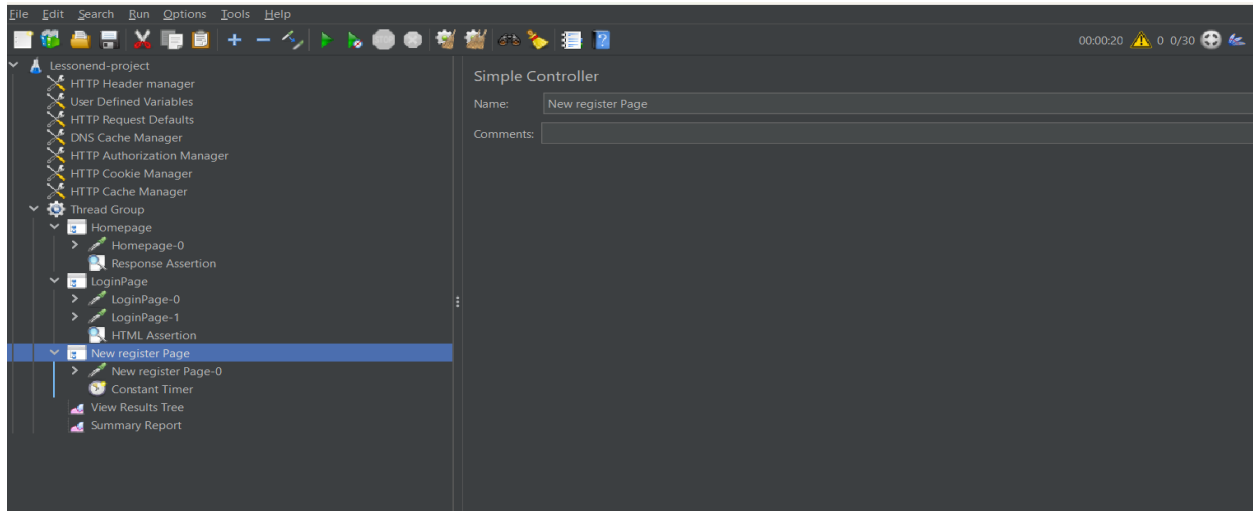 File Edit Search Run Options Tools Help
00:00:20 0 0/30
Lessonend-project
HTTP Header manager
User Defined Variables
HTTP Request Defaults
DNS Cache Manager
HTTP Authorization Manager
HTTP Cookie Manager
HTTP Cache Manager
Thread Group
Homepage
Homepage-0
Response Assertion
LoginPage
LoginPage-0
LoginPage-1
HTML Assertion
New register Page
New register Page-0
Constant Timer
View Results Tree
Summary Report
Simple Controller
Name: New register Page
Comments: